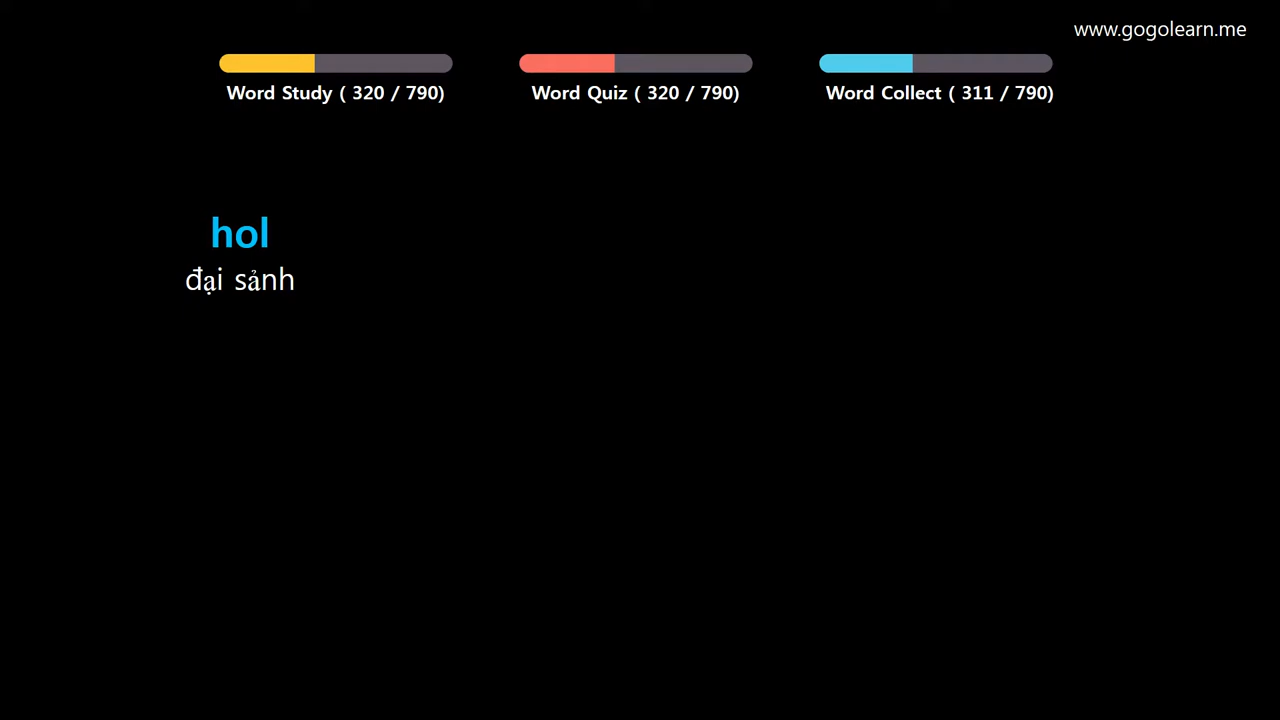 www.gogolearn.me
Word Study ( 320 / 790)
Word Quiz ( 320 / 790)
Word Collect ( 311 / 790)
hol
đại sảnh